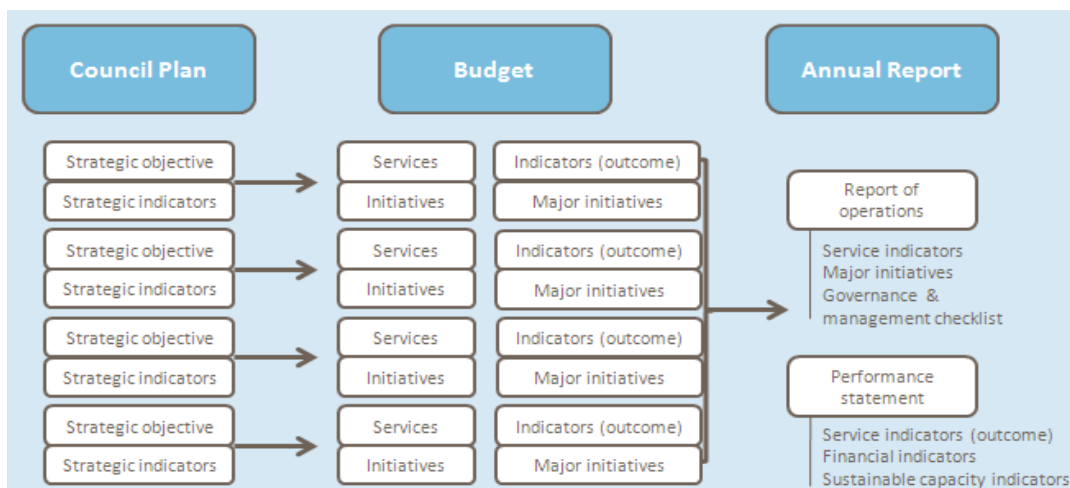 Council Plan
Budget
Annual Report
Strategic objective
Strategic indicators
Services
Initiatives
Indicators (outcome)
Major initiatives
Strategic objective
Strategic indicators
Services
Initiatives
Indicators (outcome)
Major initiatives
Strategic objective
Strategic indicators
Services
Initiatives
Indicators (outcome)
Major initiatives
Strategic objective
Strategic indicators
Services
Initiatives
Indicators (outcome)
Major initiatives
Report of
operations
Service indicators
Major initiatives
Governance &
management checklist
Performance
statement
Service indicators (outcome)
Financial indicators
Sustainable capacity indicators